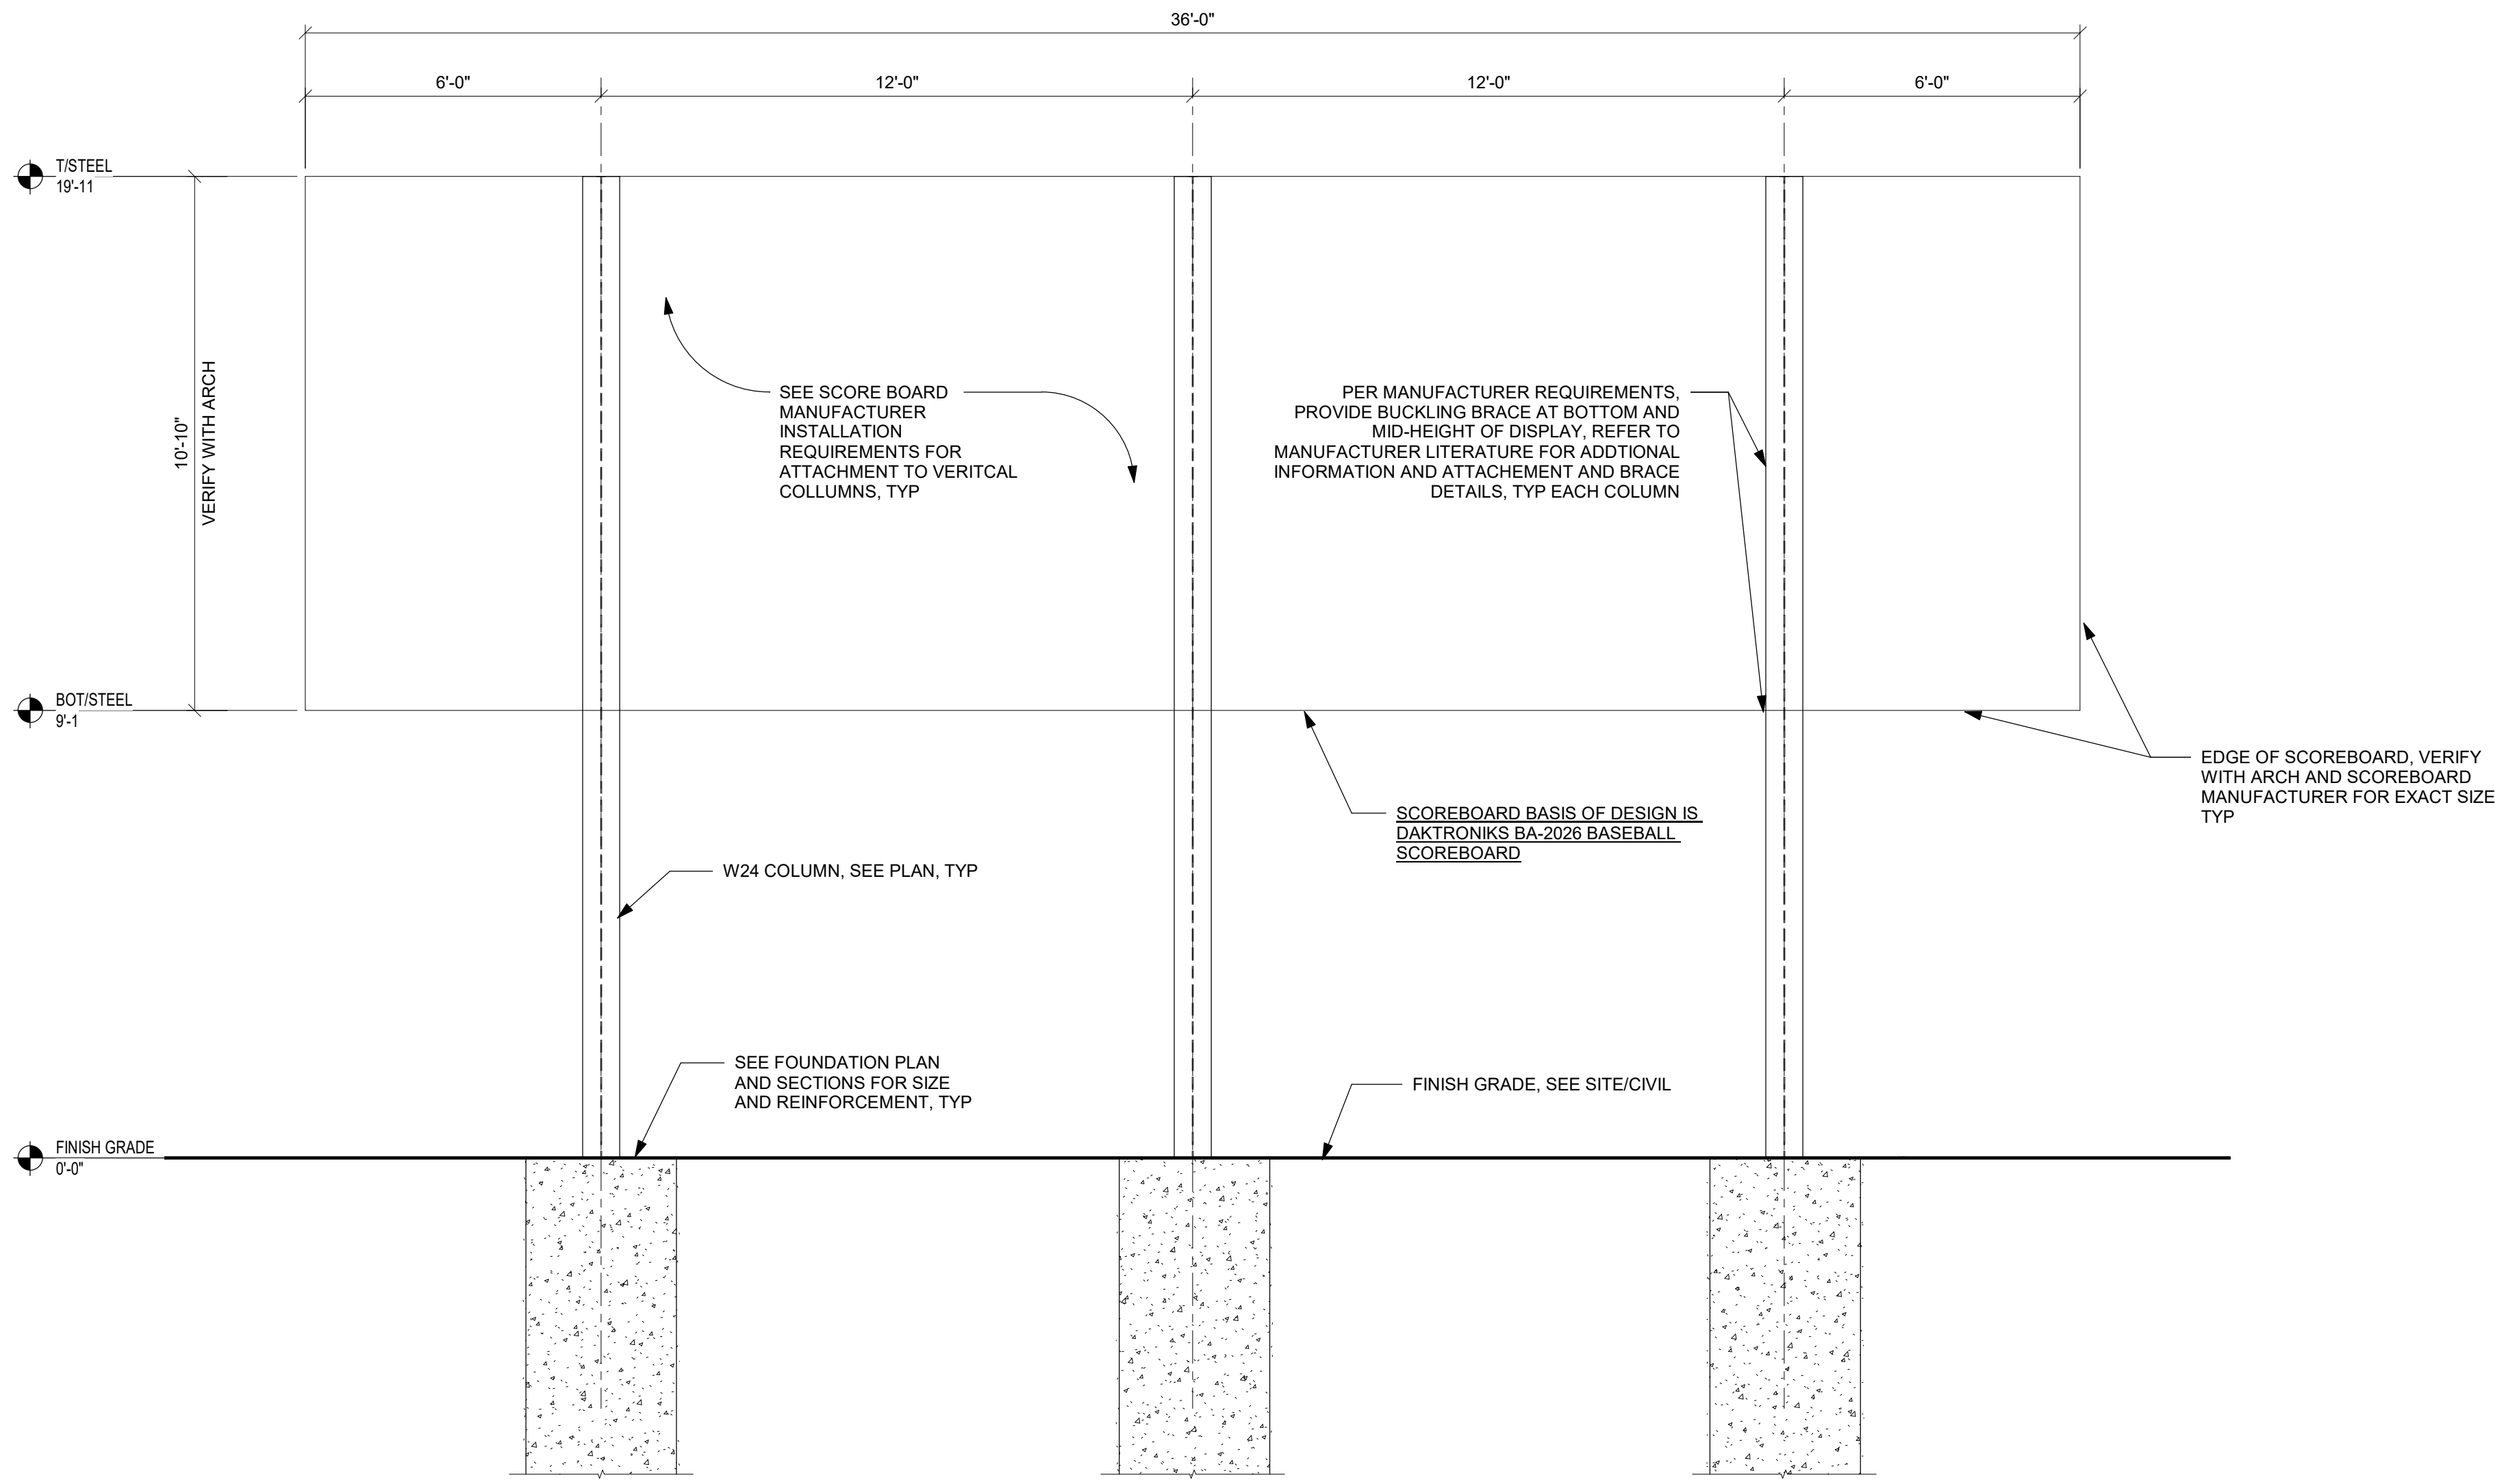 36'-0"
6'-0"
12'-0"
12'-0"
6'-0"
T/STEEL
19'-11
10'-10"
VERIFY WITH ARCH
SEE SCORE BOARD
MANUFACTURER
INSTALLATION
REQUIREMENTS FOR
ATTACHMENT TO VERITCAL
COLLUMNS, TYP
PER MANUFACTURER REQUIREMENTS,
PROVIDE BUCKLING BRACE AT BOTTOM AND
MID-HEIGHT OF DISPLAY, REFER TO
MANUFACTURER LITERATURE FOR ADDTIONAL
INFORMATION AND ATTACHEMENT AND BRACE
DETAILS, TYP EACH COLUMN
BOT/STEEL
9'-1
EDGE OF SCOREBOARD, VERIFY
WITH ARCH AND SCOREBOARD
MANUFACTURER FOR EXACT SIZE
TYP
SCOREBOARD BASIS OF DESIGN IS
DAKTRONIKS BA-2026 BASEBALL
SCOREBOARD
W24 COLUMN, SEE PLAN, TYP
SEE FOUNDATION PLAN
AND SECTIONS FOR SIZE
AND REINFORCEMENT, TYP
FINISH GRADE, SEE SITE/CIVIL
FINISH GRADE
0'-0"